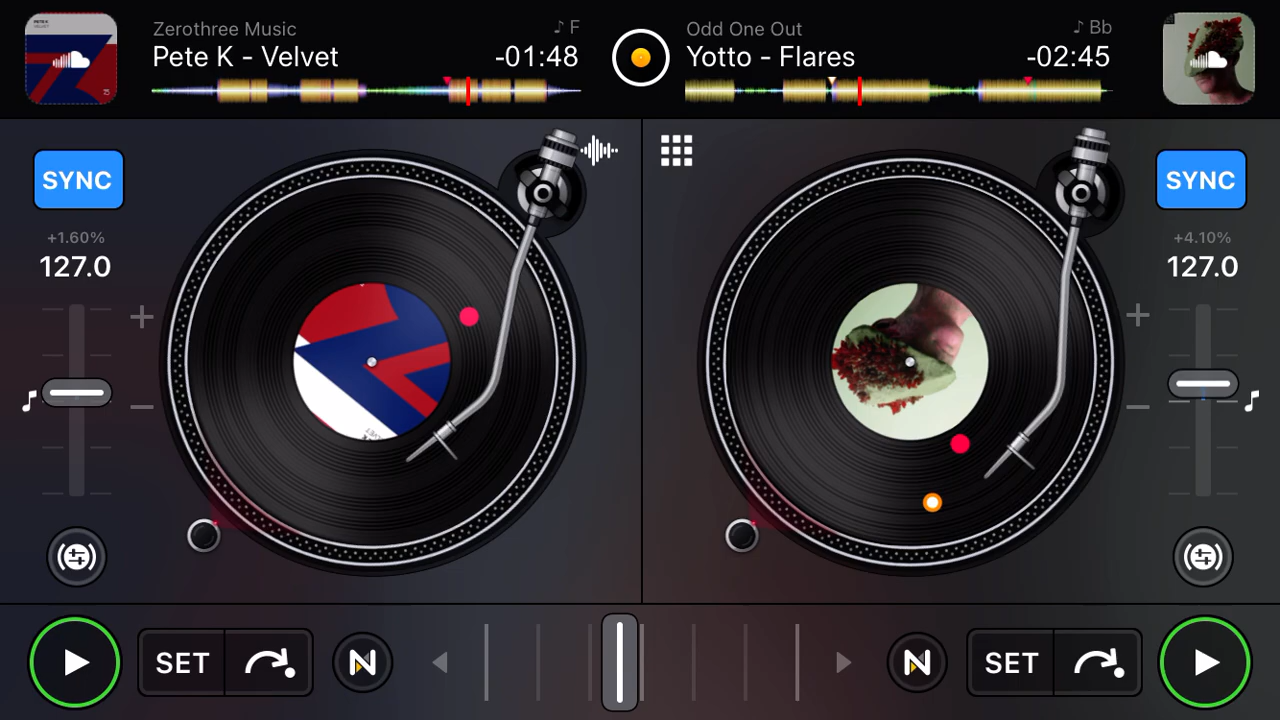 Zerothree Music
♪ F
Pete K - Velvet
-01:48
Odd One Out
♪ Bb
Yotto - Flares
-02:45
SYNC
+1.60%
127.0
SYNC
+4.10%
127.0
SET
N
N
SET